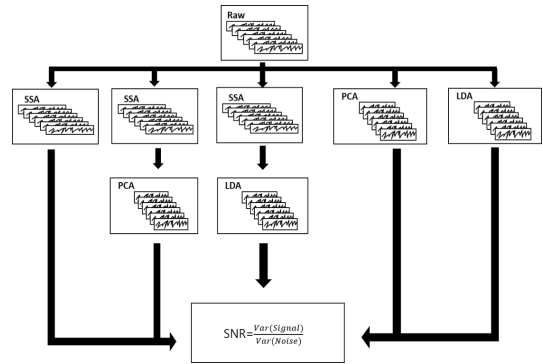 Raw
SSA
SSA
SSA
PCA
LDA
PCA
LDA
SNR=Var(Signal)/Var(Noise)